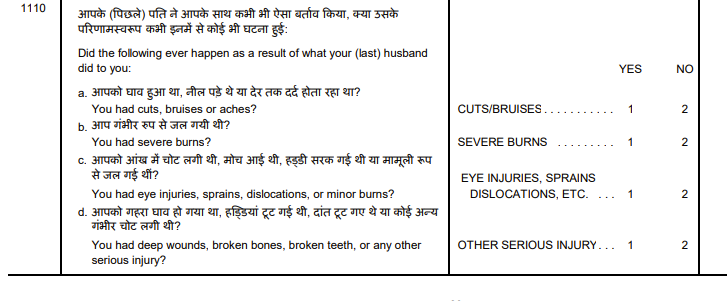 1110
आपके (पिछले) पति ने आपके साथ कभी भी ऐसा बर्ताव किया, क्या उसके
परिणामस्वरूप कभी इनमें से कोई भी घटना हुई:
Did the following ever happen as a result of what your (last) husband
did to you:
YES NO
a. आपको घाव हुआ था, नील पड़े थे या देर तक दर्द होता रहा था?
You had cuts, bruises or aches?
CUTS/BRUISES . . . . . . . . . . . 1 2
b. आप गंभीर रुप से जल गयी थी?
You had severe burns?
SEVERE BURNS . . . . . . . . . 1 2
c. आपको आंख में चोट लगी थी, मोच आई थी, हड्डी सरक गई थी या मामूली रूप
से जल गई थीं?
You had eye injuries, sprains, dislocations, or minor burns?
EYE INJURIES, SPRAINS
DISLOCATIONS, ETC. . . . 1 2
d. आपको गहरा घाव हो गया था, हड्डियां टूट गई थी, दांत टूट गए थे या कोई अन्य
गंभीर चोट लगी थी?
You had deep wounds, broken bones, broken teeth, or any other
serious injury?
OTHER SERIOUS INJURY . . . 1 2